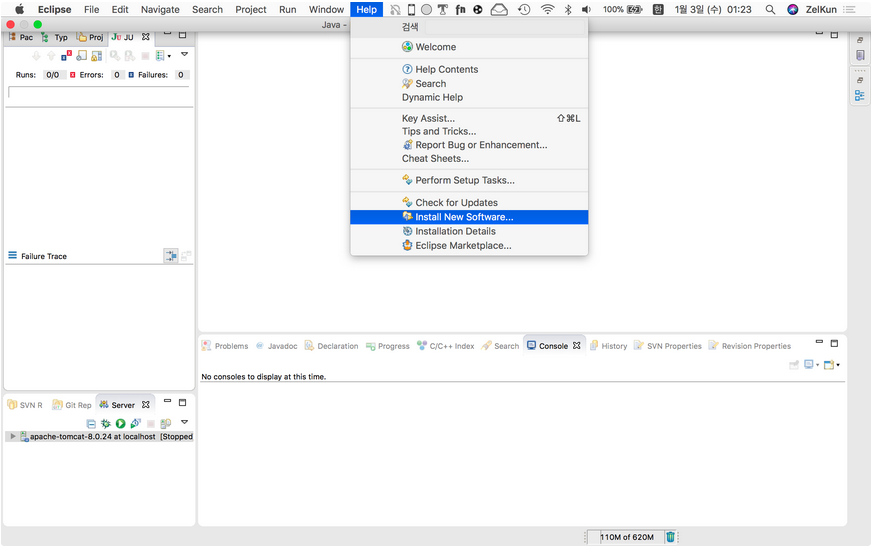 Eclipse File Edit Navigate Search Project Run Window Help 100% 한 1월 3일 (수) 01:23 ZelKun
Java -
Pac Typ Proj JU JU
Runs: 0/0 Errors: 0 Failures: 0
Failure Trace
검색
Welcome
Help Contents
Search
Dynamic Help
Key Assist... ⇧⌘L
Tips and Tricks...
Report Bug or Enhancement...
Cheat Sheets...
Perform Setup Tasks...
Check for Updates
Install New Software...
Installation Details
Eclipse Marketplace...
Problems Javadoc Declaration Progress C/C++ Index Search Console History SVN Properties Revision Properties
No consoles to display at this time.
SVN R Git Rep Server
apache-tomcat-8.0.24 at localhost [Stopped
110M of 620M